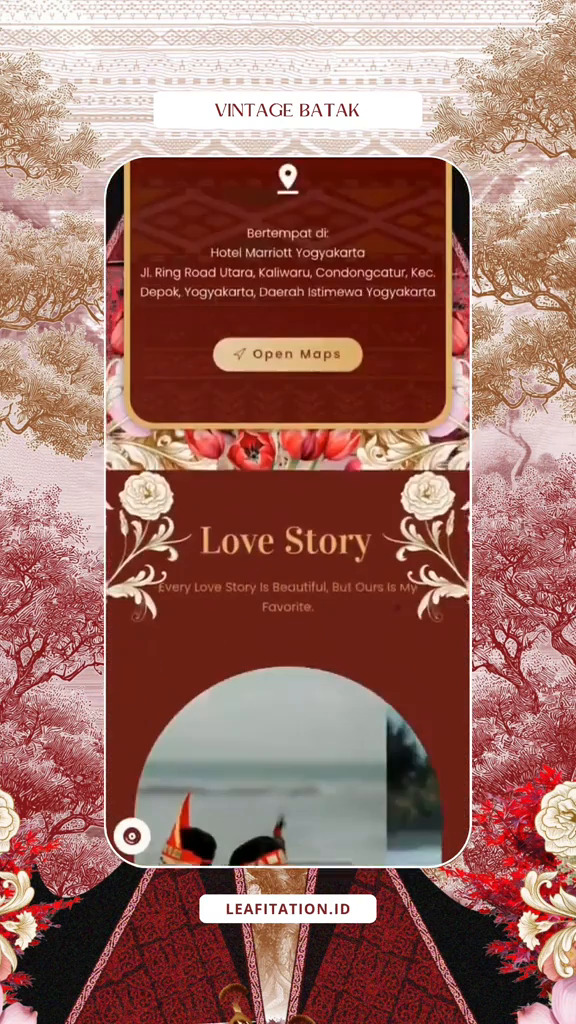 VINTAGE BATAK
Bertempat di:
Hotel Marriott Yogyakarta
Jl. Ring Road Utara, Kaliwaru, Condongcatur, Kec.
Depok, Yogyakarta, Daerah Istimewa Yogyakarta
Open Maps
Love Story
Every Love Story Is Beautiful, But Ours Is My
Favorite.
LEAFITATION.ID